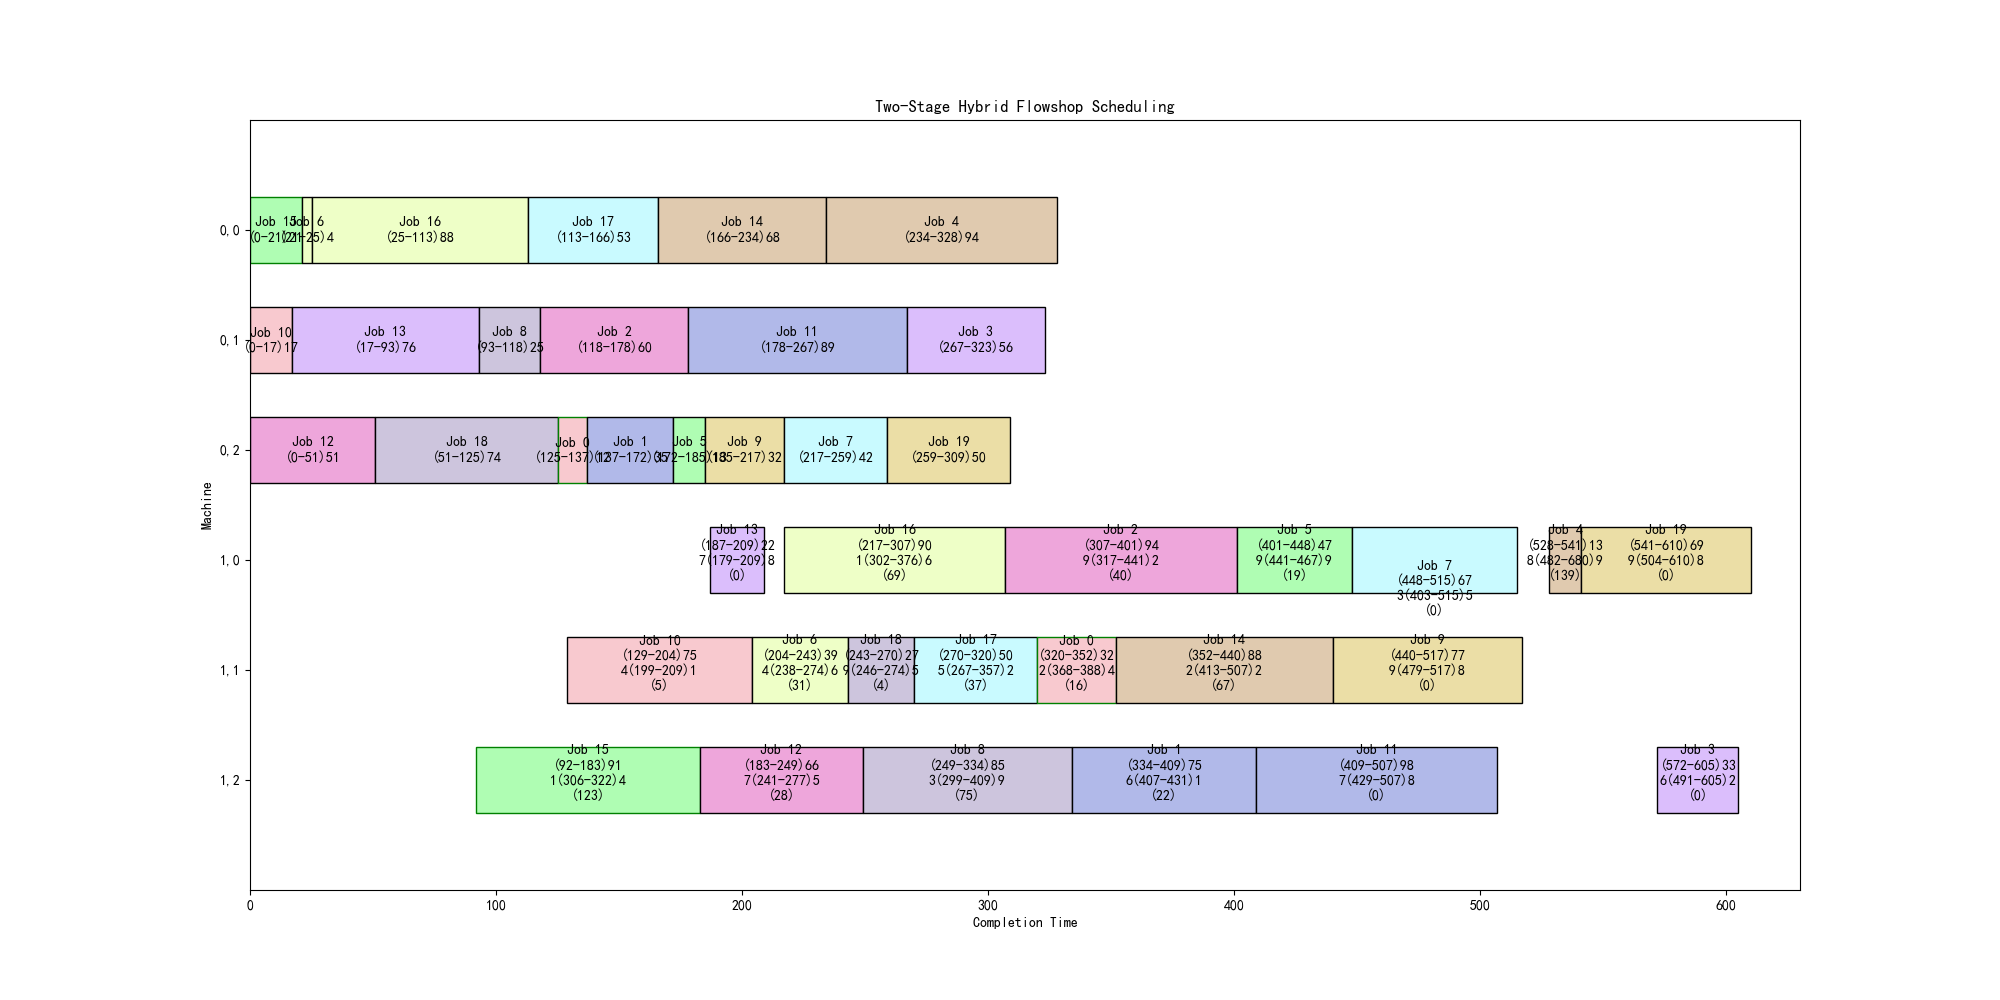 Two-Stage Hybrid Flowshop Scheduling
0,0
Job 15
(0-21)21
Job 6
(21-25)4
Job 16
(25-113)88
Job 17
(113-166)53
Job 14
(166-234)68
Job 4
(234-328)94
0,1
Job 10
(0-17)17
Job 13
(17-93)76
Job 8
(93-118)25
Job 2
(118-178)60
Job 11
(178-267)89
Job 3
(267-323)56
0,2
Job 12
(0-51)51
Job 18
(51-125)74
Job 0
(125-137)12
Job 1
(137-172)35
Job 5
(172-185)13
Job 9
(185-217)32
Job 7
(217-259)42
Job 19
(259-309)50
Machine
1,0
Job 13
(187-209)22
7(179-209)8
(0)
Job 16
(217-307)90
1(302-376)6
(69)
Job 2
(307-401)94
9(317-441)2
(40)
Job 5
(401-448)47
9(441-467)9
(19)
Job 7
(448-515)67
3(403-515)5
(0)
Job 4
(528-541)13
8(482-680)9
(139)
Job 19
(541-610)69
9(504-610)8
(0)
1,1
Job 10
(129-204)75
4(199-209)1
(5)
Job 6
(204-243)39
4(238-274)6
(31)
Job 18
(243-270)27
9(246-274)5
(4)
Job 17
(270-320)50
5(267-357)2
(37)
Job 0
(320-352)32
2(368-388)4
(16)
Job 14
(352-440)88
2(413-507)2
(67)
Job 9
(440-517)77
9(479-517)8
(0)
1,2
Job 15
(92-183)91
1(306-322)4
(123)
Job 12
(183-249)66
7(241-277)5
(28)
Job 8
(249-334)85
3(299-409)9
(75)
Job 1
(334-409)75
6(407-431)1
(22)
Job 11
(409-507)98
7(429-507)8
(0)
Job 3
(572-605)33
6(491-605)2
(0)
0
100
200
300
400
500
600
Completion Time